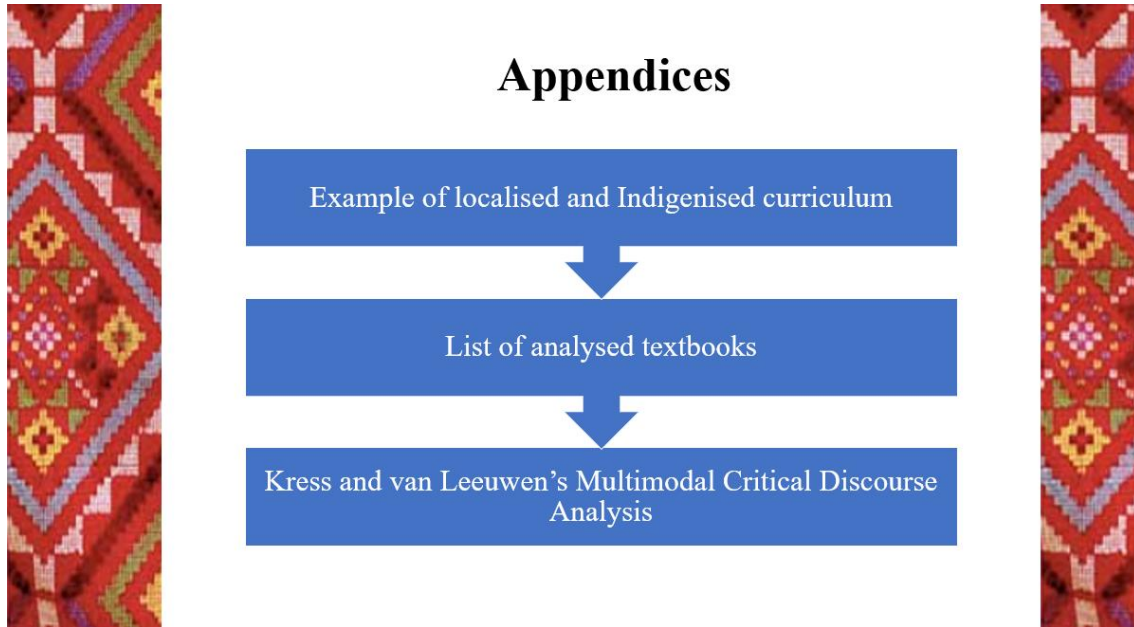 Appendices
Example of localised and Indigenised curriculum
List of analysed textbooks
Kress and van Leeuwen’s Multimodal Critical Discourse
Analysis